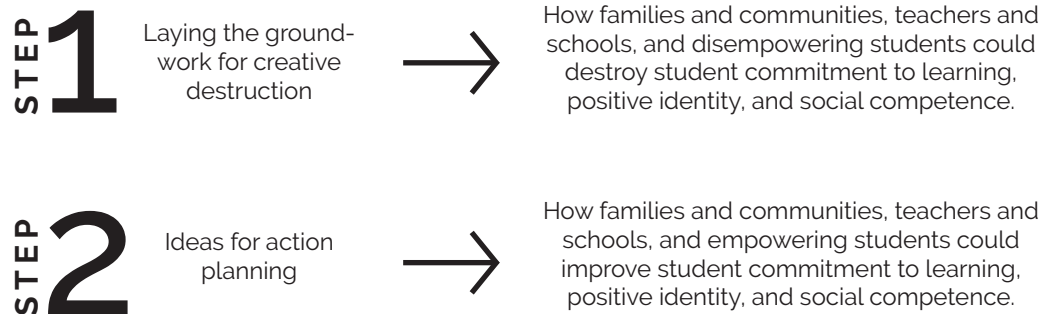 STEP 1
Laying the ground-
work for creative
destruction
How families and communities, teachers and
schools, and disempowering students could
destroy student commitment to learning,
positive identity, and social competence.
STEP 2
Ideas for action
planning
How families and communities, teachers and
schools, and empowering students could
improve student commitment to learning,
positive identity, and social competence.